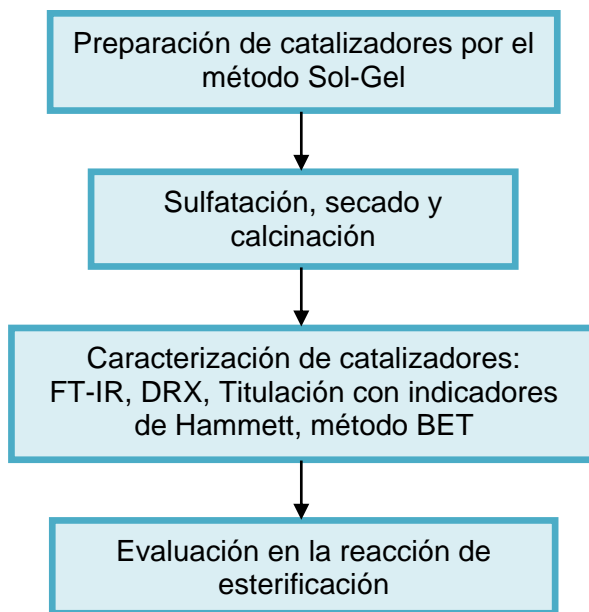 Preparación de catalizadores por el
método Sol-Gel
Sulfatación, secado y
calcinación
Caracterización de catalizadores:
FT-IR, DRX, Titulación con indicadores
de Hammett, método BET
Evaluación en la reacción de
esterificación